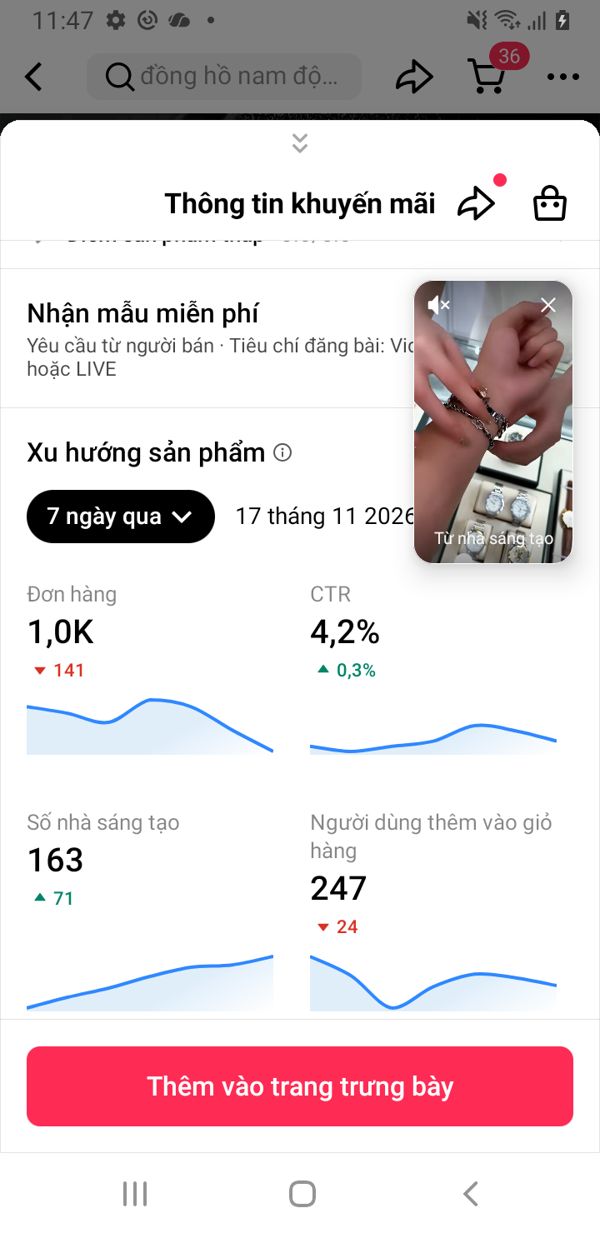 11:47
đồng hồ nam độ...
36
Thông tin khuyến mãi
Nhận mẫu miễn phí
Yêu cầu từ người bán · Tiêu chí đăng bài: Vic
hoặc LIVE
Xu hướng sản phẩm
7 ngày qua
17 tháng 11 2026
Từ nhà sáng tạo
Đơn hàng
CTR
1,0K
4,2%
141
0,3%
Số nhà sáng tạo
Người dùng thêm vào giỏ
hàng
163
247
71
24
Thêm vào trang trưng bày